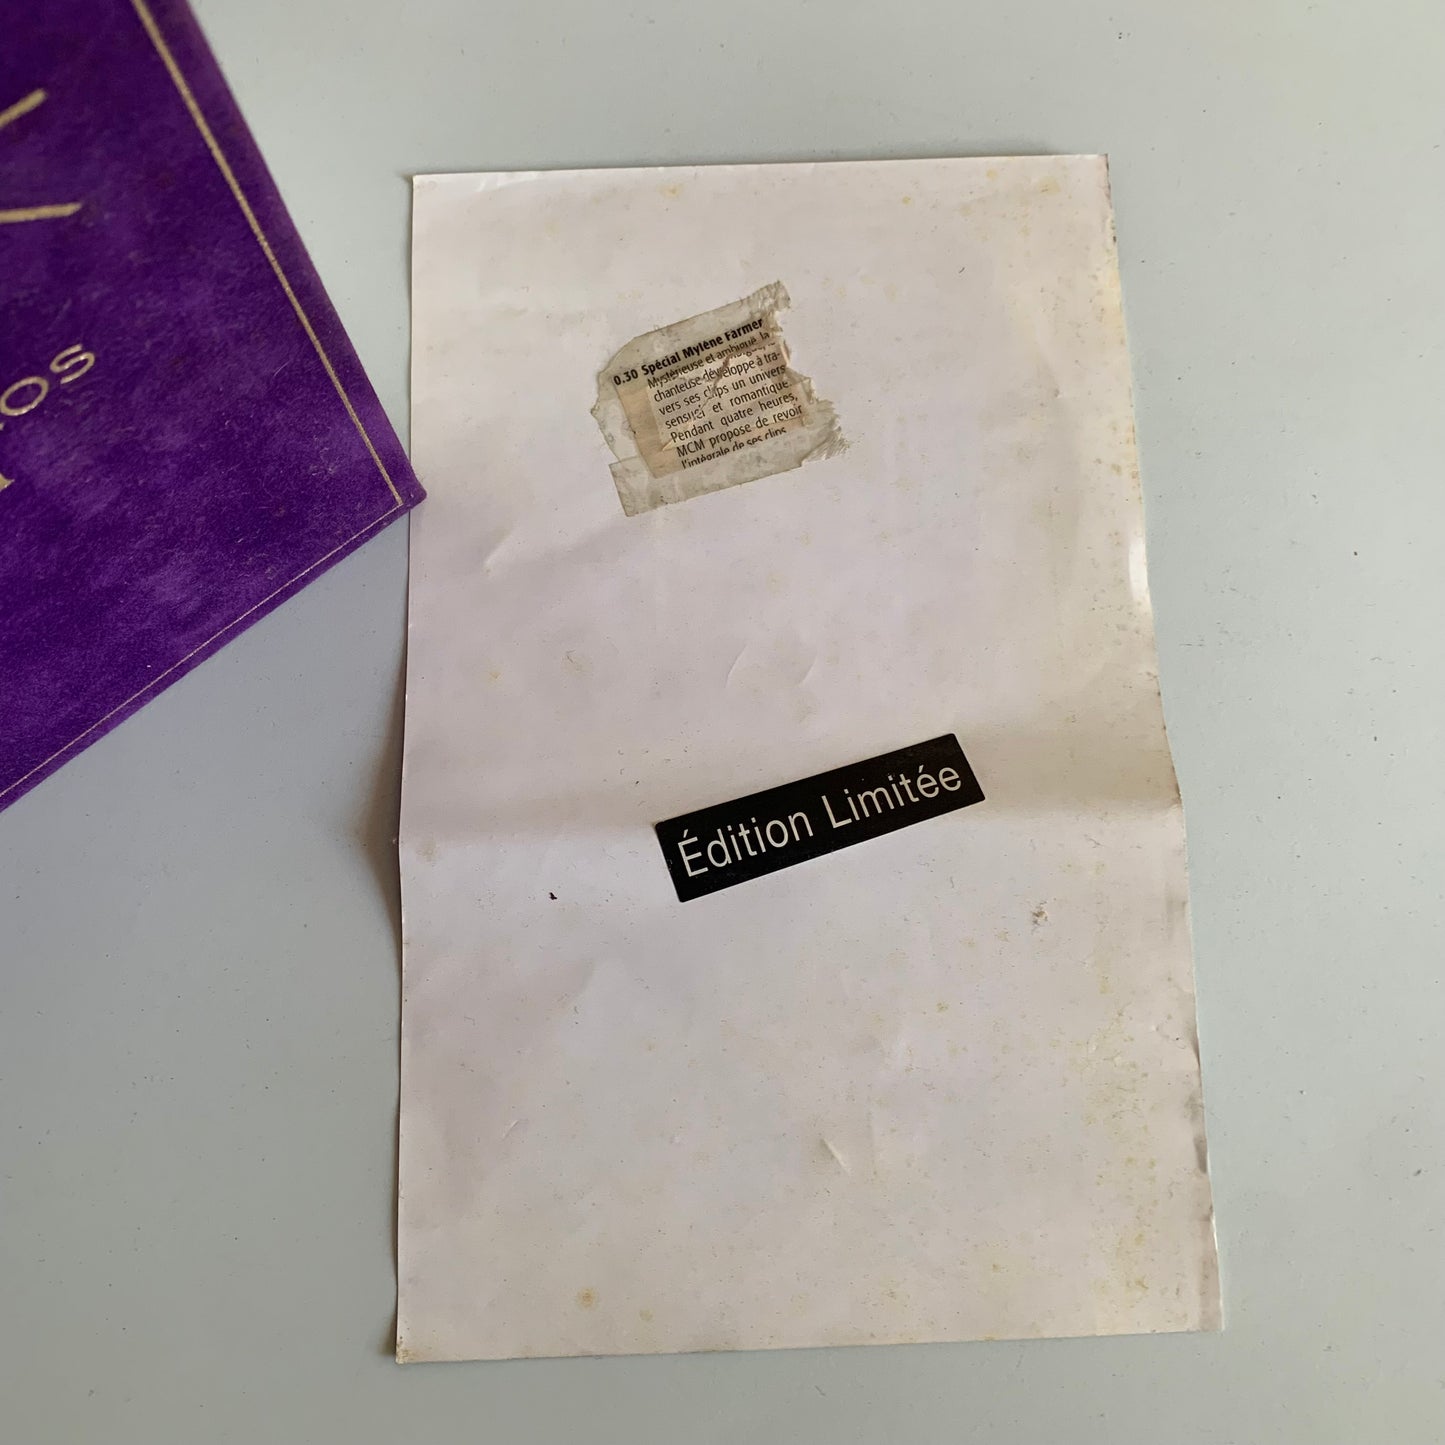 os
0.30 Spécial Mylène Farmer
Mystérieuse et ambiguë, la
chanteuse développe à tra-
vers ses clips un univers
sensuel et romantique
Pendant quatre heures,
MCM propose de revoir
l'intégrale de ses clips
Édition Limitée